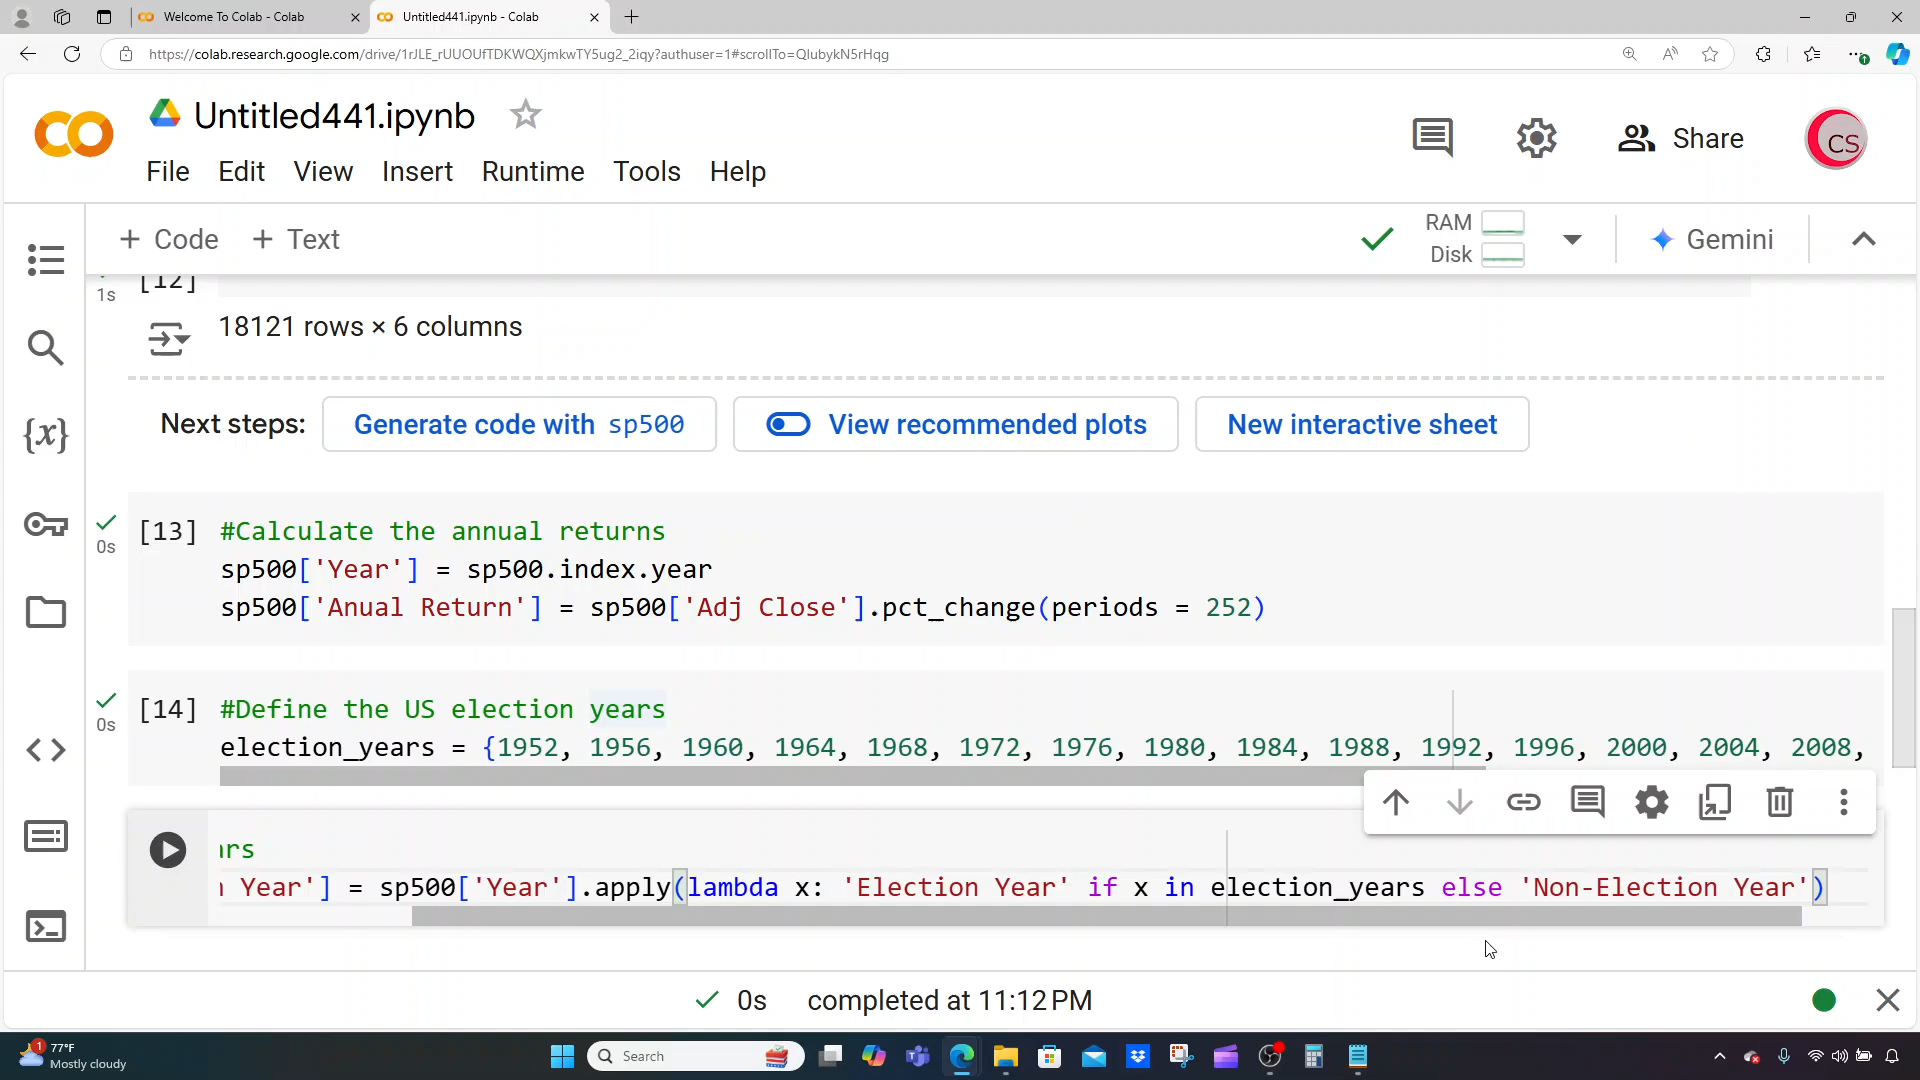 Welcome To Colab - Colab
Untitled441.ipynb - Colab
https://colab.research.google.com/drive/1rJLE_rUUOUfTDKWQXjmkwTY5ug2_2iqy?authuser=1#scrollTo=QIubykN5rHqg
Untitled441.ipynb
File Edit View Insert Runtime Tools Help
Share
CS
+ Code + Text
RAM
Disk
Gemini
[12]
1s
18121 rows × 6 columns
Next steps: Generate code with sp500 View recommended plots New interactive sheet
[13] #Calculate the annual returns
0s
sp500['Year'] = sp500.index.year
sp500['Anual Return'] = sp500['Adj Close'].pct_change(periods = 252)
[14] #Define the US election years
0s
election_years = {1952, 1956, 1960, 1964, 1968, 1972, 1976, 1980, 1984, 1988, 1992, 1996, 2000, 2004, 2008,
ars
n Year'] = sp500['Year'].apply(lambda x: 'Election Year' if x in election_years else 'Non-Election Year')
0s completed at 11:12 PM
1
77°F
Mostly cloudy
Search